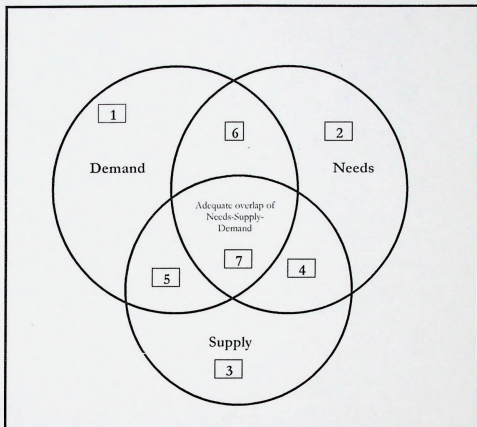 1
6
2
Demand
Needs
Adequate overlap of
Needs-Supply-
Demand
7
5
4
Supply
3